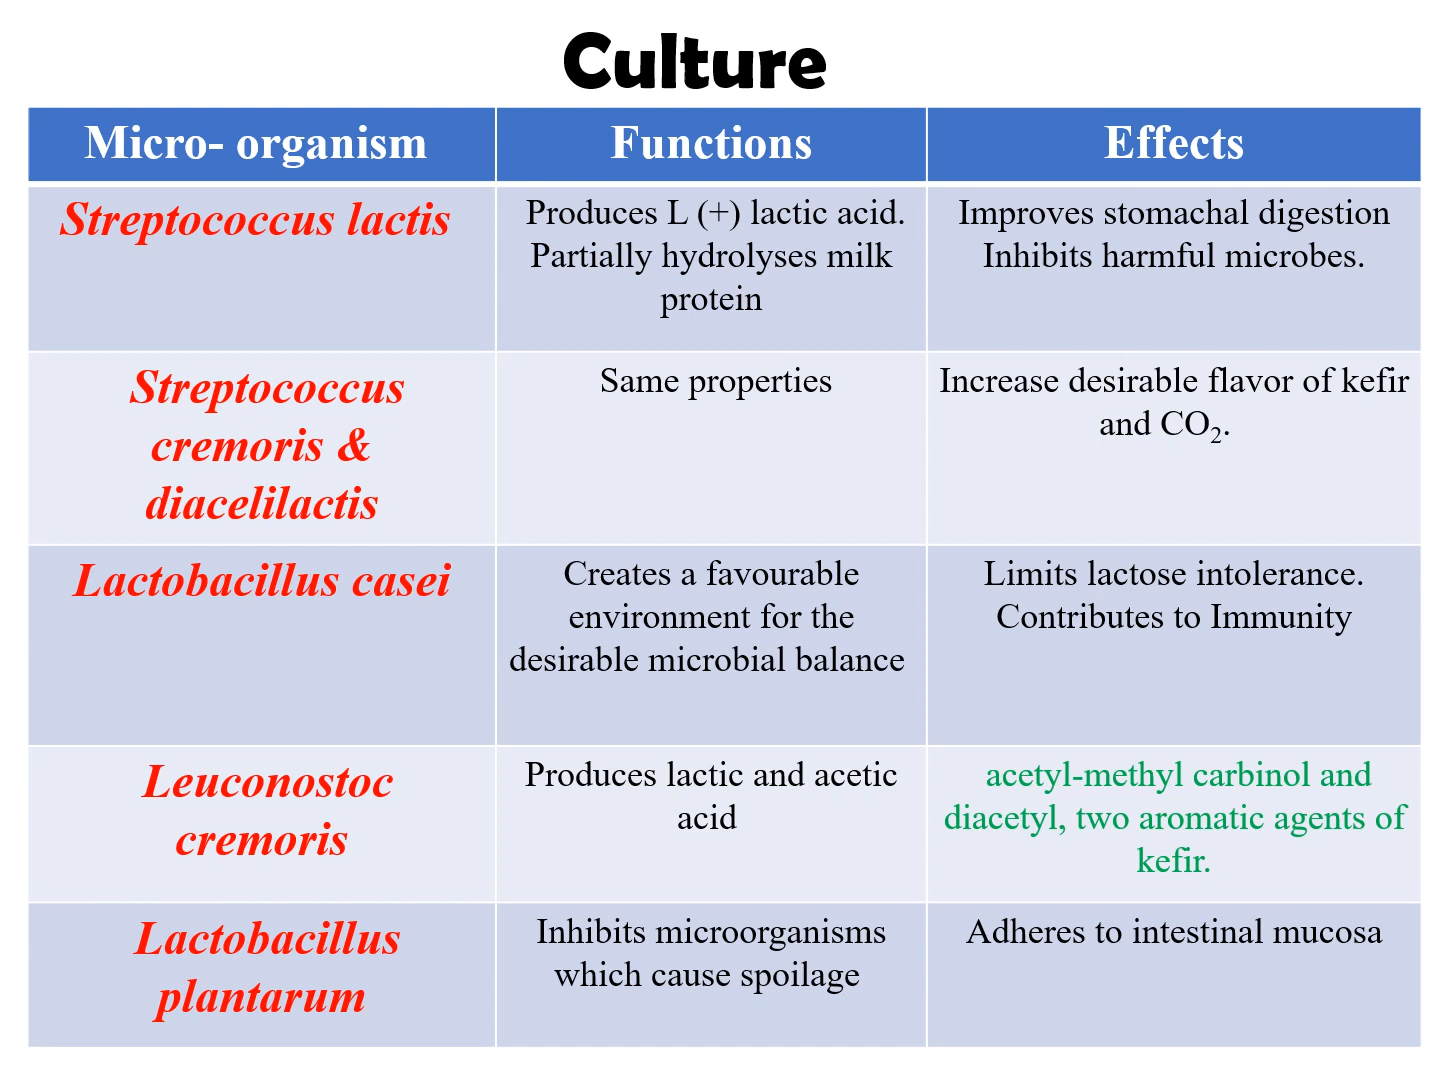 Culture
Micro- organism
Functions
Effects
Streptococcus lactis
Produces L (+) lactic acid.
Partially hydrolyses milk
protein
Improves stomachal digestion
Inhibits harmful microbes.
Streptococcus
cremoris &
diacelilactis
Same properties
Increase desirable flavor of kefir
and CO₂.
Lactobacillus casei
Creates a favourable
environment for the
desirable microbial balance
Limits lactose intolerance.
Contributes to Immunity
Leuconostoc
cremoris
Produces lactic and acetic
acid
acetyl-methyl carbinol and
diacetyl, two aromatic agents of
kefir.
Lactobacillus
plantarum
Inhibits microorganisms
which cause spoilage
Adheres to intestinal mucosa